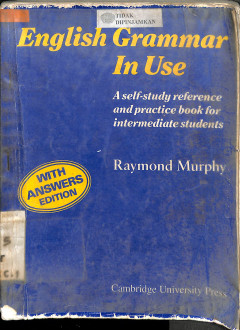 TIDAK
DIPINJAMKAN
English Grammar
In Use
A self-study reference
and practice book for
intermediate students
Raymond Murphy
WITH
ANSWERS
EDITION
Cambridge University Press